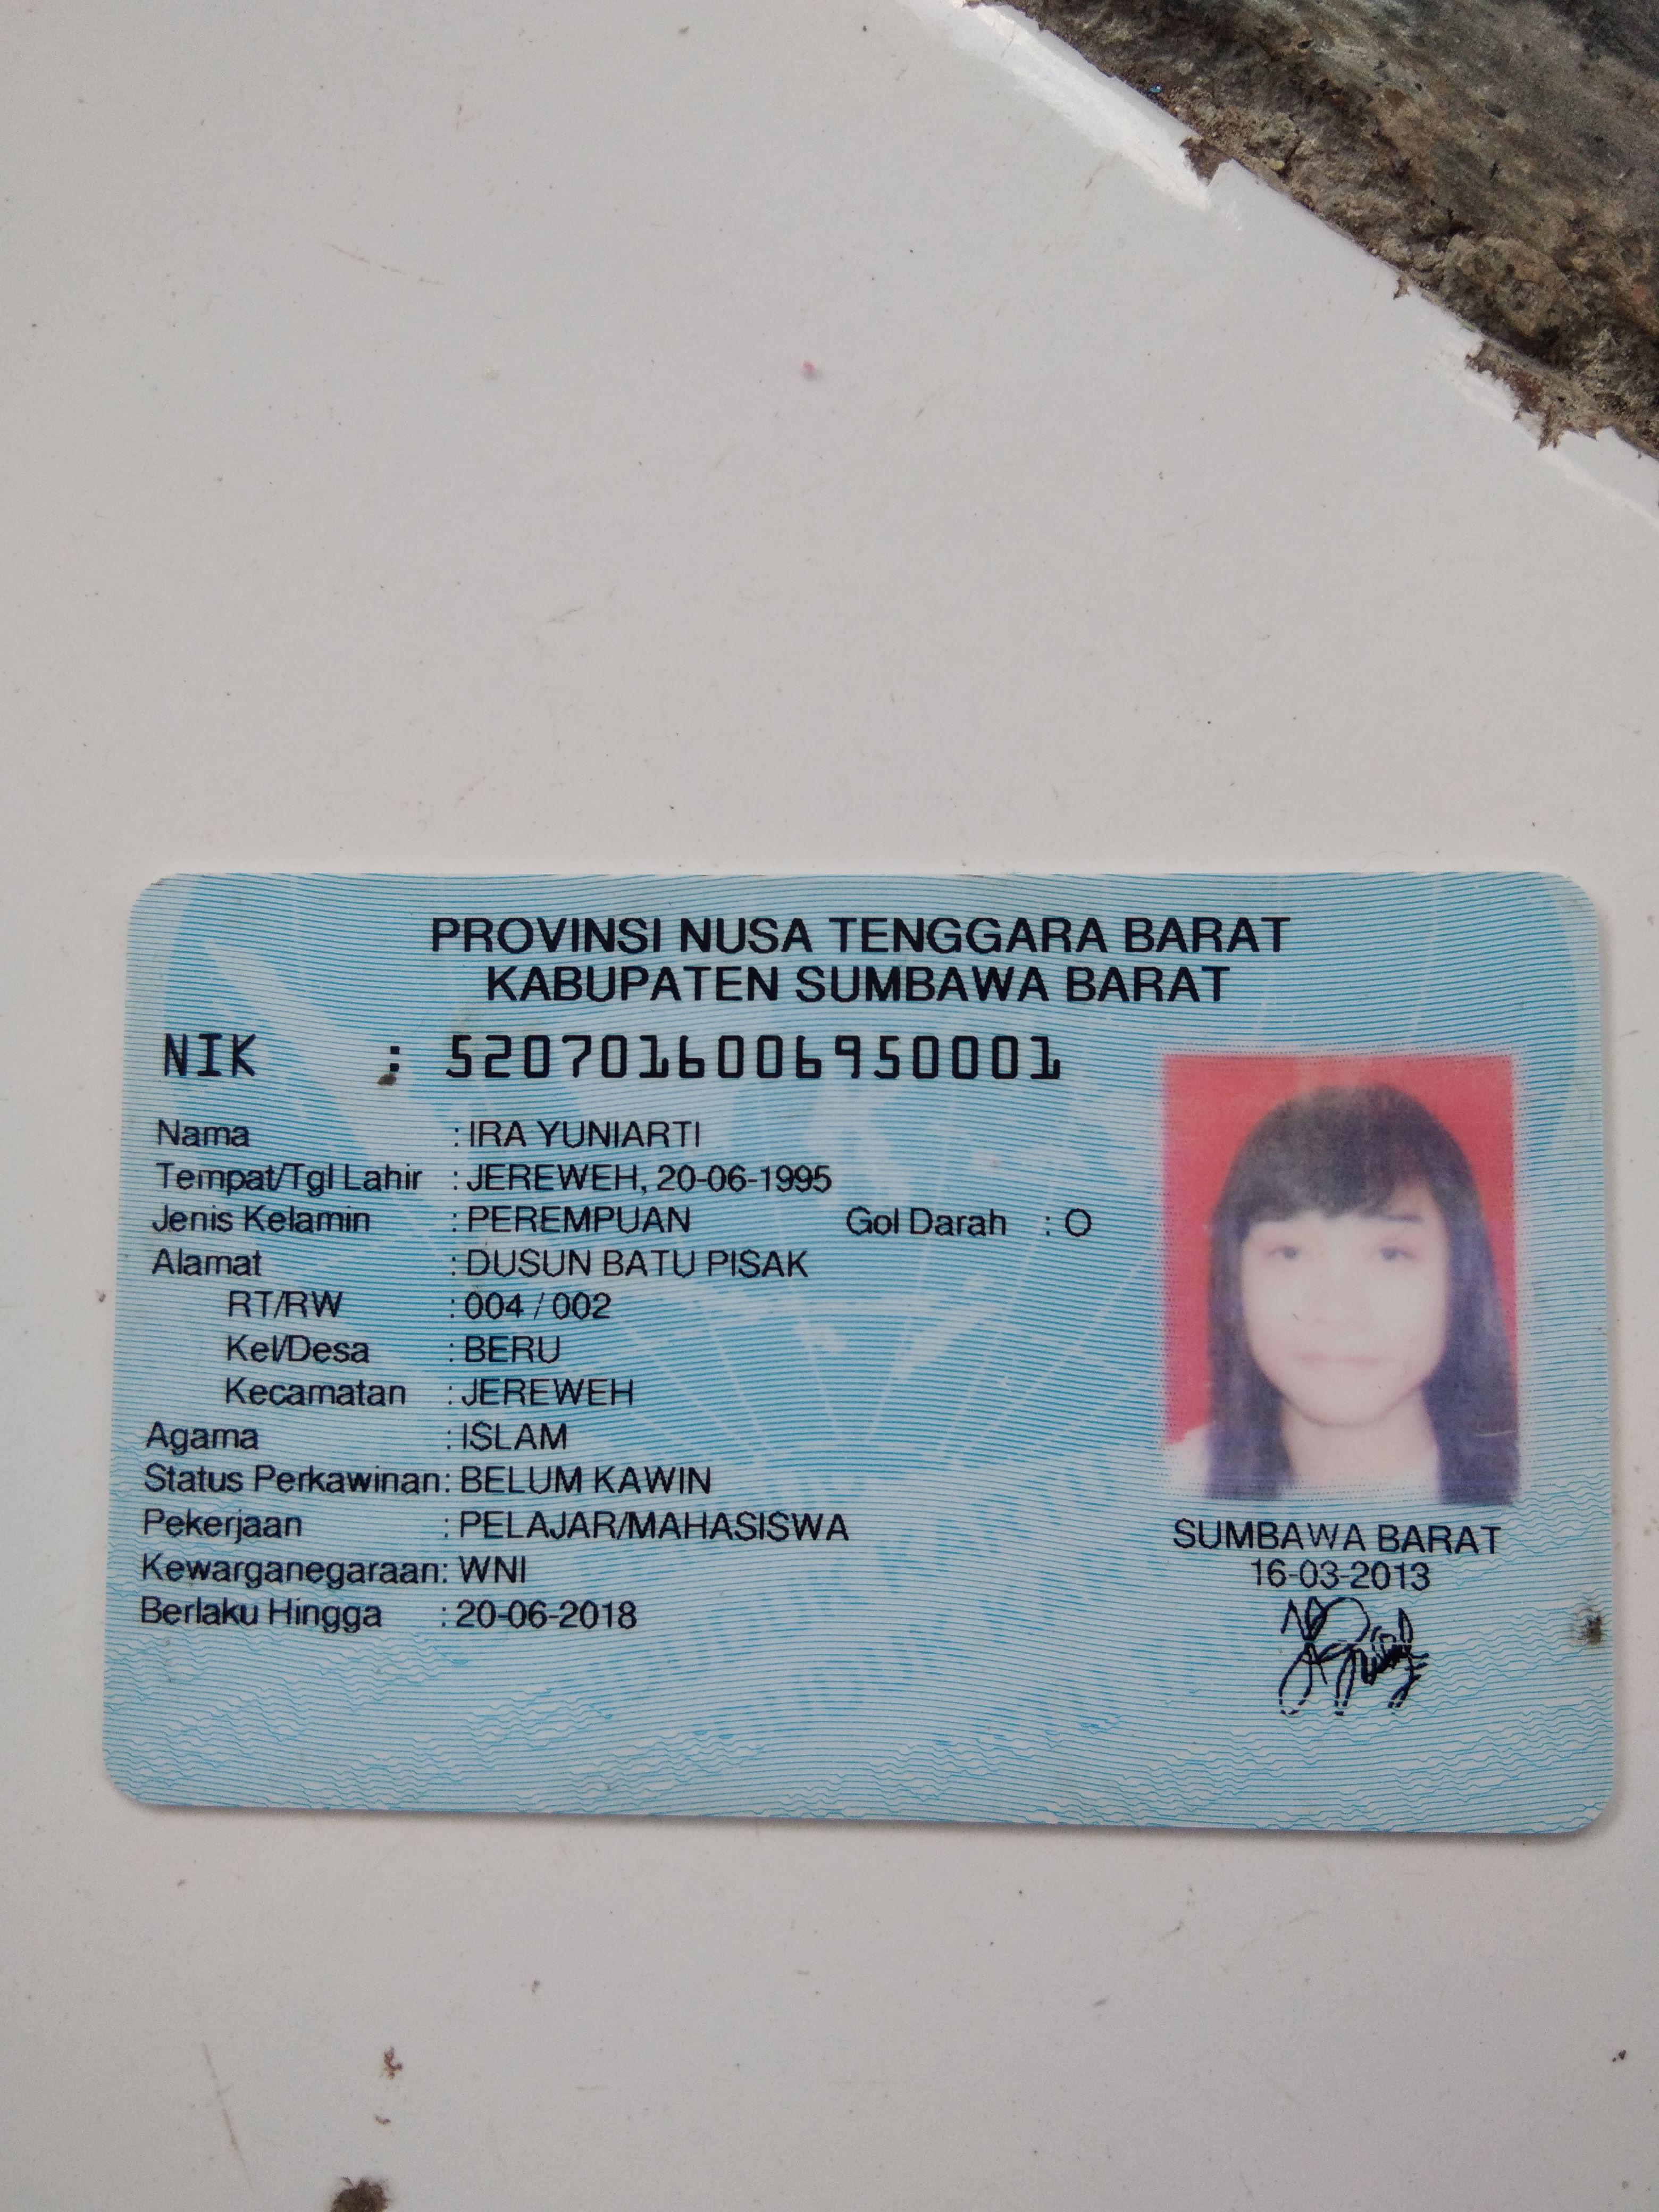 PROVINSI NUSA TENGGARA BARAT
KABUPATEN SUMBAWA BARAT
NIK : 5207016006950001
Nama : IRA YUNIARTI
Tempat/Tgl Lahir : JEREWEH, 20-06-1995
Jenis Kelamin : PEREMPUAN Gol Darah : O
Alamat : DUSUN BATU PISAK
RT/RW : 004 / 002
Kel/Desa : BERU
Kecamatan : JEREWEH
Agama : ISLAM
Status Perkawinan: BELUM KAWIN
Pekerjaan : PELAJAR/MAHASISWA
Kewarganegaraan: WNI
Berlaku Hingga : 20-06-2018
SUMBAWA BARAT
16-03-2013